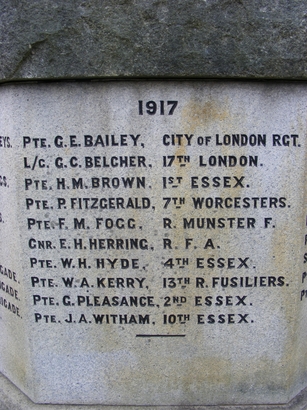 1917
PTE. G.E. BAILEY, CITY OF LONDON RGT.
L/C. G.C. BELCHER, 17TH LONDON.
PTE. H.M. BROWN, 1ST ESSEX.
PTE. P. FITZGERALD, 7TH WORCESTERS.
PTE. F.M. FOGG, R. MUNSTER F.
GNR. E.H. HERRING, R.F.A.
PTE. W.H. HYDE, 4TH ESSEX.
PTE. W.A. KERRY, 13TH R. FUSILIERS.
PTE. G. PLEASANCE, 2ND ESSEX.
PTE. J.A. WITHAM, 10TH ESSEX.